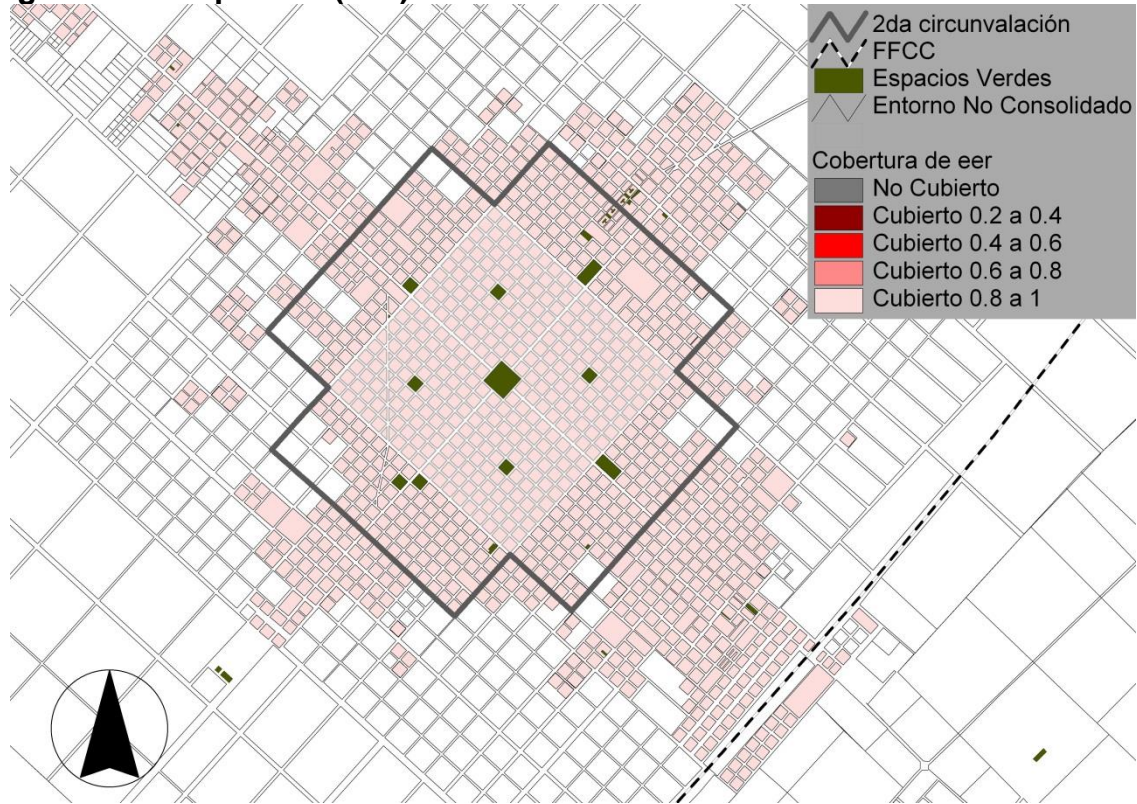 2da circunvalación
FFCC
Espacios Verdes
Entorno No Consolidado
Cobertura de eer
No Cubierto
Cubierto 0.2 a 0.4
Cubierto 0.4 a 0.6
Cubierto 0.6 a 0.8
Cubierto 0.8 a 1